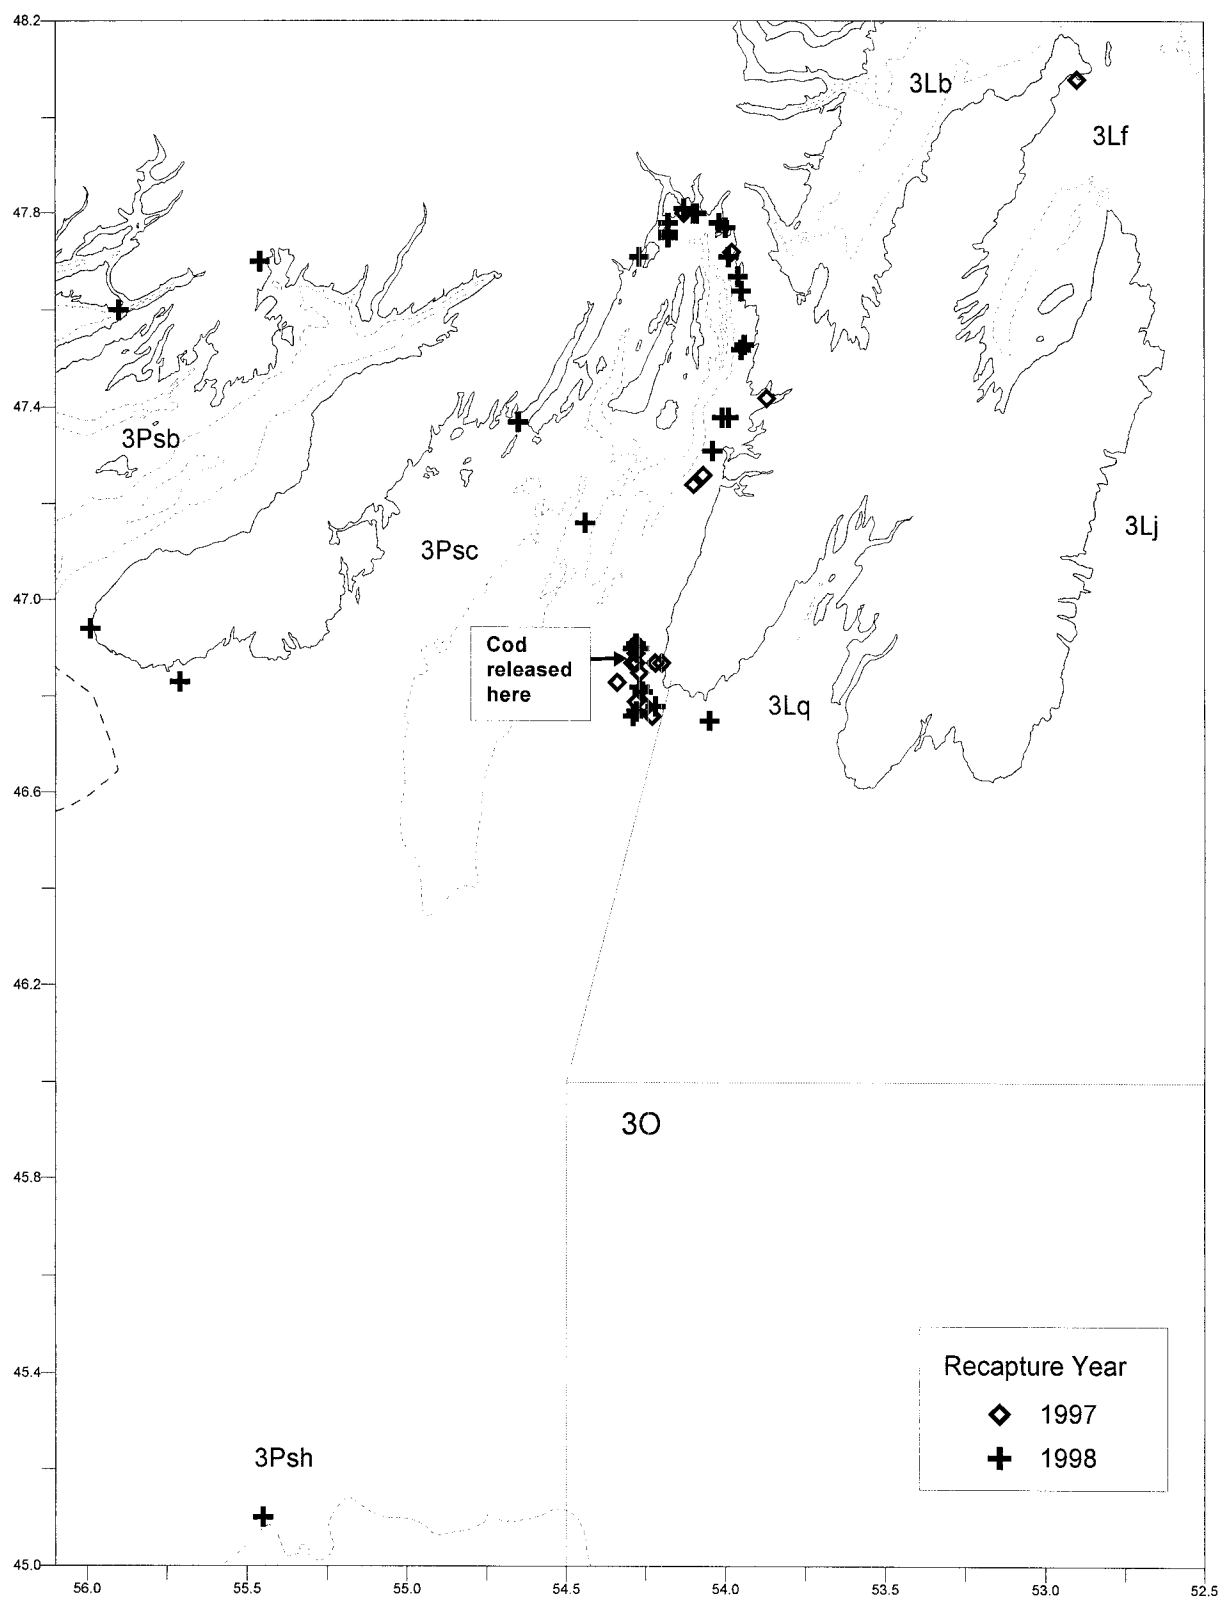 48.2
3Lb
3Lf
47.8
47.4
3Psb
3Psc
3Lj
47.0
Cod
released
here
3Lq
46.6
46.2
3O
45.8
Recapture Year
45.4
1997
3Psh
1998
45.0
56.0 55.5 55.0 54.5 54.0 53.5 53.0 52.5